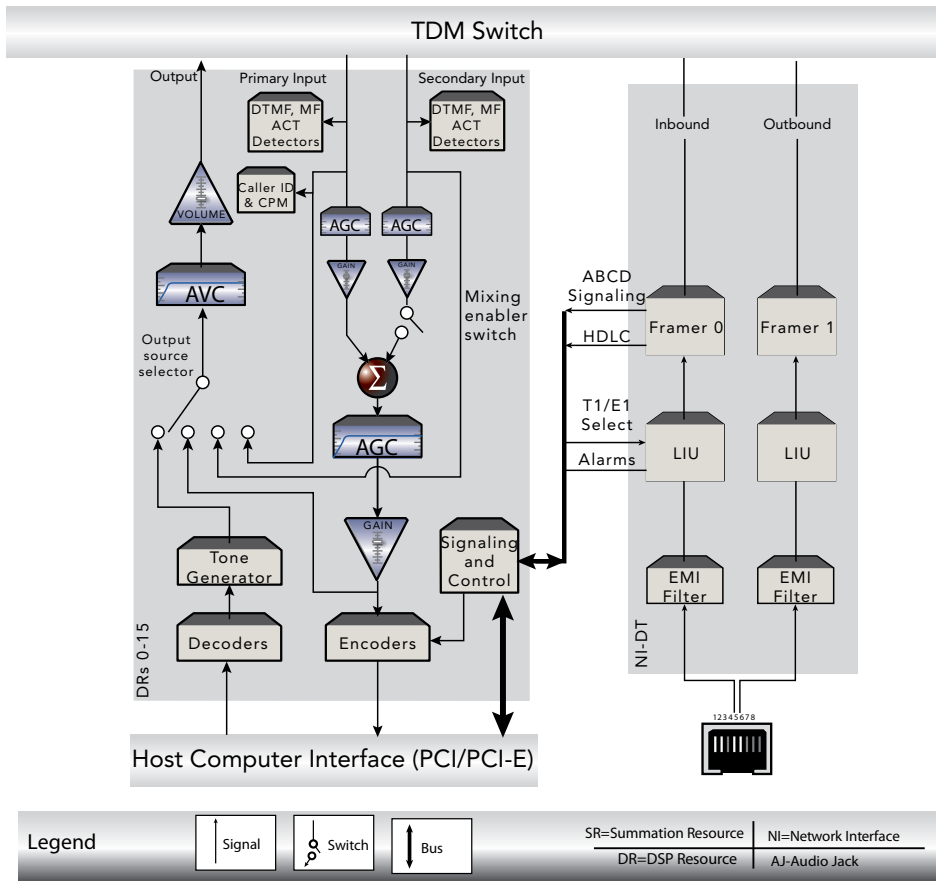 TDM Switch
Output
Primary Input
Secondary Input
DTMF, MF
ACT
Detectors
DTMF, MF
ACT
Detectors
Caller ID
& CPM
VOLUME
AGC
AGC
GAIN
GAIN
AVC
Mixing
enabler
switch
Output
source
selector
Σ
AGC
GAIN
Tone
Generator
Signaling
and
Control
Decoders
Encoders
DRs 0-15
Inbound
Outbound
ABCD
Signaling
HDLC
Framer 0
Framer 1
T1/E1
Select
Alarms
LIU
LIU
EMI
Filter
EMI
Filter
NI-DT
12345678
Host Computer Interface (PCI/PCI-E)
Legend
Signal
Switch
Bus
SR=Summation Resource
NI=Network Interface
DR=DSP Resource
AJ-Audio Jack